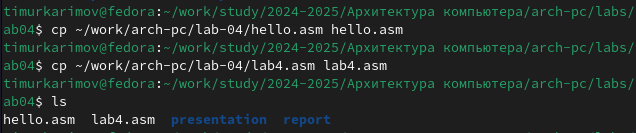 timurkarimov@fedora:~/work/study/2024-2025/Архитектура компьютера/arch-pc/labs/
ab04$ cp ~/work/arch-pc/lab-04/hello.asm hello.asm
timurkarimov@fedora:~/work/study/2024-2025/Архитектура компьютера/arch-pc/labs/
ab04$ cp ~/work/arch-pc/lab-04/lab4.asm lab4.asm
timurkarimov@fedora:~/work/study/2024-2025/Архитектура компьютера/arch-pc/labs/
ab04$ ls
hello.asm lab4.asm presentation report